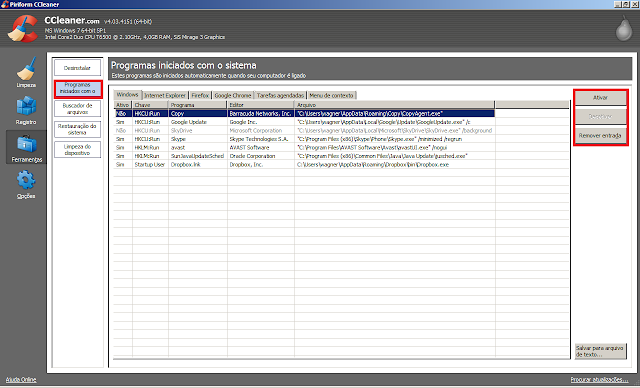 Piriform CCleaner
CCleaner.com v4.03.4151 (64-bit)
MS Windows 7 64-bit SP1
Intel Core2 Duo CPU T6500 @ 2.10GHz, 4,0GB RAM, SiS Mirage 3 Graphics
Limpeza
Registro
Ferramentas
Opções
Desinstalar
Programas
iniciados com o
Buscador de
arquivos
Restauração do
sistema
Limpeza do
dispositivo
Programas iniciados com o sistema
Estes programas são iniciados automaticamente quando seu computador é ligado
Windows Internet Explorer Firefox Google Chrome Tarefas agendadas Menu de contexto
Ativo Chave Programa Editor Arquivo
Não HKCU:Run Copy Barracuda Networks, Inc. "C:\Users\wagner\AppData\Roaming\Copy\CopyAgent.exe"
Sim HKCU:Run Google Update Google Inc. "C:\Users\wagner\AppData\Local\Google\Update\GoogleUpdate.exe" /c
Não HKCU:Run SkyDrive Microsoft Corporation "C:\Users\wagner\AppData\Local\Microsoft\SkyDrive\SkyDrive.exe" /background
Sim HKCU:Run Skype Skype Technologies S.A. "C:\Program Files (x86)\Skype\Phone\Skype.exe" /minimized /regrun
Sim HKLM:Run avast AVAST Software "C:\Program Files\AVAST Software\Avast\avastUI.exe" /nogui
Sim HKLM:Run SunJavaUpdateSched Oracle Corporation "C:\Program Files (x86)\Common Files\Java\Java Update\jusched.exe"
Sim Startup User Dropbox.lnk Dropbox, Inc. C:\Users\wagner\AppData\Roaming\Dropbox\bin\Dropbox.exe
Ativar
Desativar
Remover entrada
Salvar para arquivo
de texto...
Ajuda Online
Procurar atualizações...